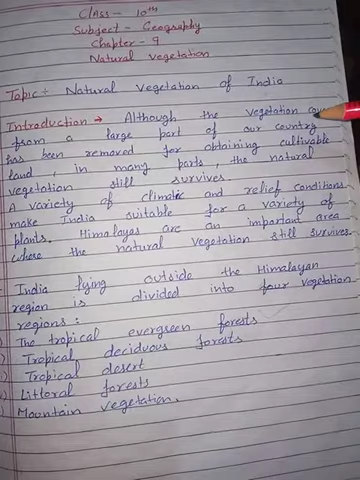 Class - 10th
Subject - Geography
Chapter - 9
Natural vegetation
Topic ÷ Natural vegetation of India
Introduction → Although the vegetation cover
from a large part of our country
has been removed for obtaining cultivable
land, in many parts, the natural
vegetation still survives.
A variety of climatic and relief conditions
make India suitable for a variety of
plants. Himalayas are an important area
where the natural vegetation still survives.
India lying outside the Himalayan
region is divided into four vegetation
regions :
The tropical evergreen forests
Tropical deciduous forests
Tropical desert
Littoral forests
Mountain vegetation.